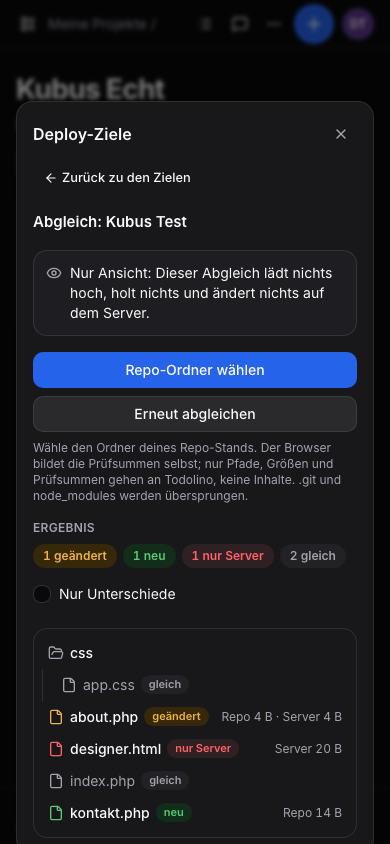 Meine Projekte /
DT
Kubus Echt
Deploy-Ziele
← Zurück zu den Zielen
Abgleich: Kubus Test
Nur Ansicht: Dieser Abgleich lädt nichts
hoch, holt nichts und ändert nichts auf
dem Server.
Repo-Ordner wählen
Erneut abgleichen
Wähle den Ordner deines Repo-Stands. Der Browser
bildet die Prüfsummen selbst; nur Pfade, Größen und
Prüfsummen gehen an Todolino, keine Inhalte. .git und
node_modules werden übersprungen.
ERGEBNIS
1 geändert 1 neu 1 nur Server 2 gleich
Nur Unterschiede
css
app.css gleich
about.php geändert Repo 4 B · Server 4 B
designer.html nur Server Server 20 B
index.php gleich
kontakt.php neu Repo 14 B